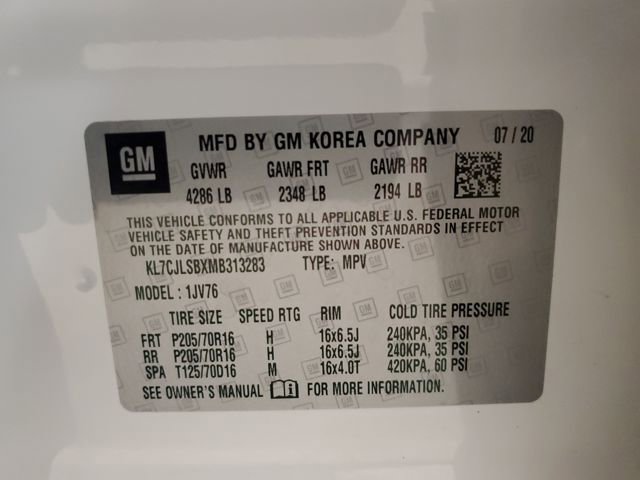 GM
MFD BY GM KOREA COMPANY 07 / 20
GVWR GAWR FRT GAWR RR
4286 LB 2348 LB 2194 LB
THIS VEHICLE CONFORMS TO ALL APPLICABLE U.S. FEDERAL MOTOR
VEHICLE SAFETY AND THEFT PREVENTION STANDARDS IN EFFECT
ON THE DATE OF MANUFACTURE SHOWN ABOVE.
KL7CJLSBXMB313283 TYPE: MPV
MODEL : 1JV76
TIRE SIZE SPEED RTG RIM COLD TIRE PRESSURE
FRT P205/70R16 H 16x6.5J 240KPA, 35 PSI
RR P205/70R16 H 16x6.5J 240KPA, 35 PSI
SPA T125/70D16 M 16x4.0T 420KPA, 60 PSI
SEE OWNER'S MANUAL FOR MORE INFORMATION.